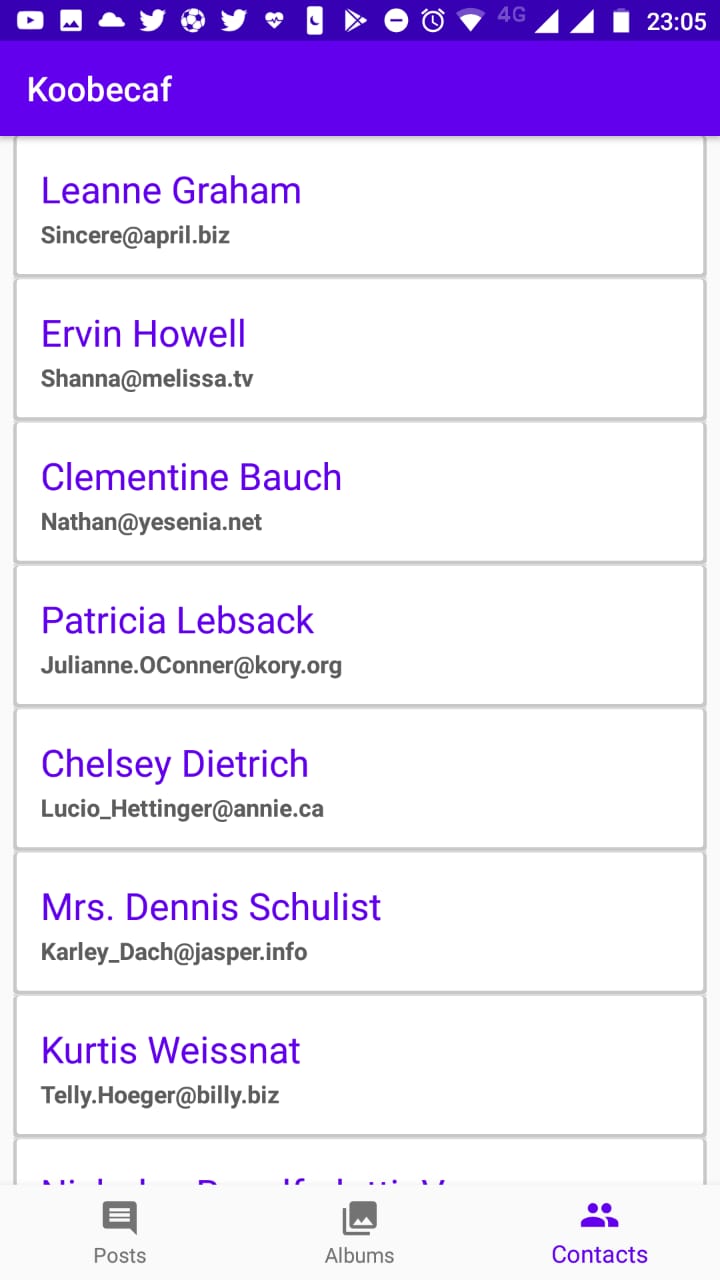 4G 23:05
Koobecaf
Leanne Graham
Sincere@april.biz
Ervin Howell
Shanna@melissa.tv
Clementine Bauch
Nathan@yesenia.net
Patricia Lebsack
Julianne.OConner@kory.org
Chelsey Dietrich
Lucio_Hettinger@annie.ca
Mrs. Dennis Schulist
Karley_Dach@jasper.info
Kurtis Weissnat
Telly.Hoeger@billy.biz
Posts
Albums
Contacts